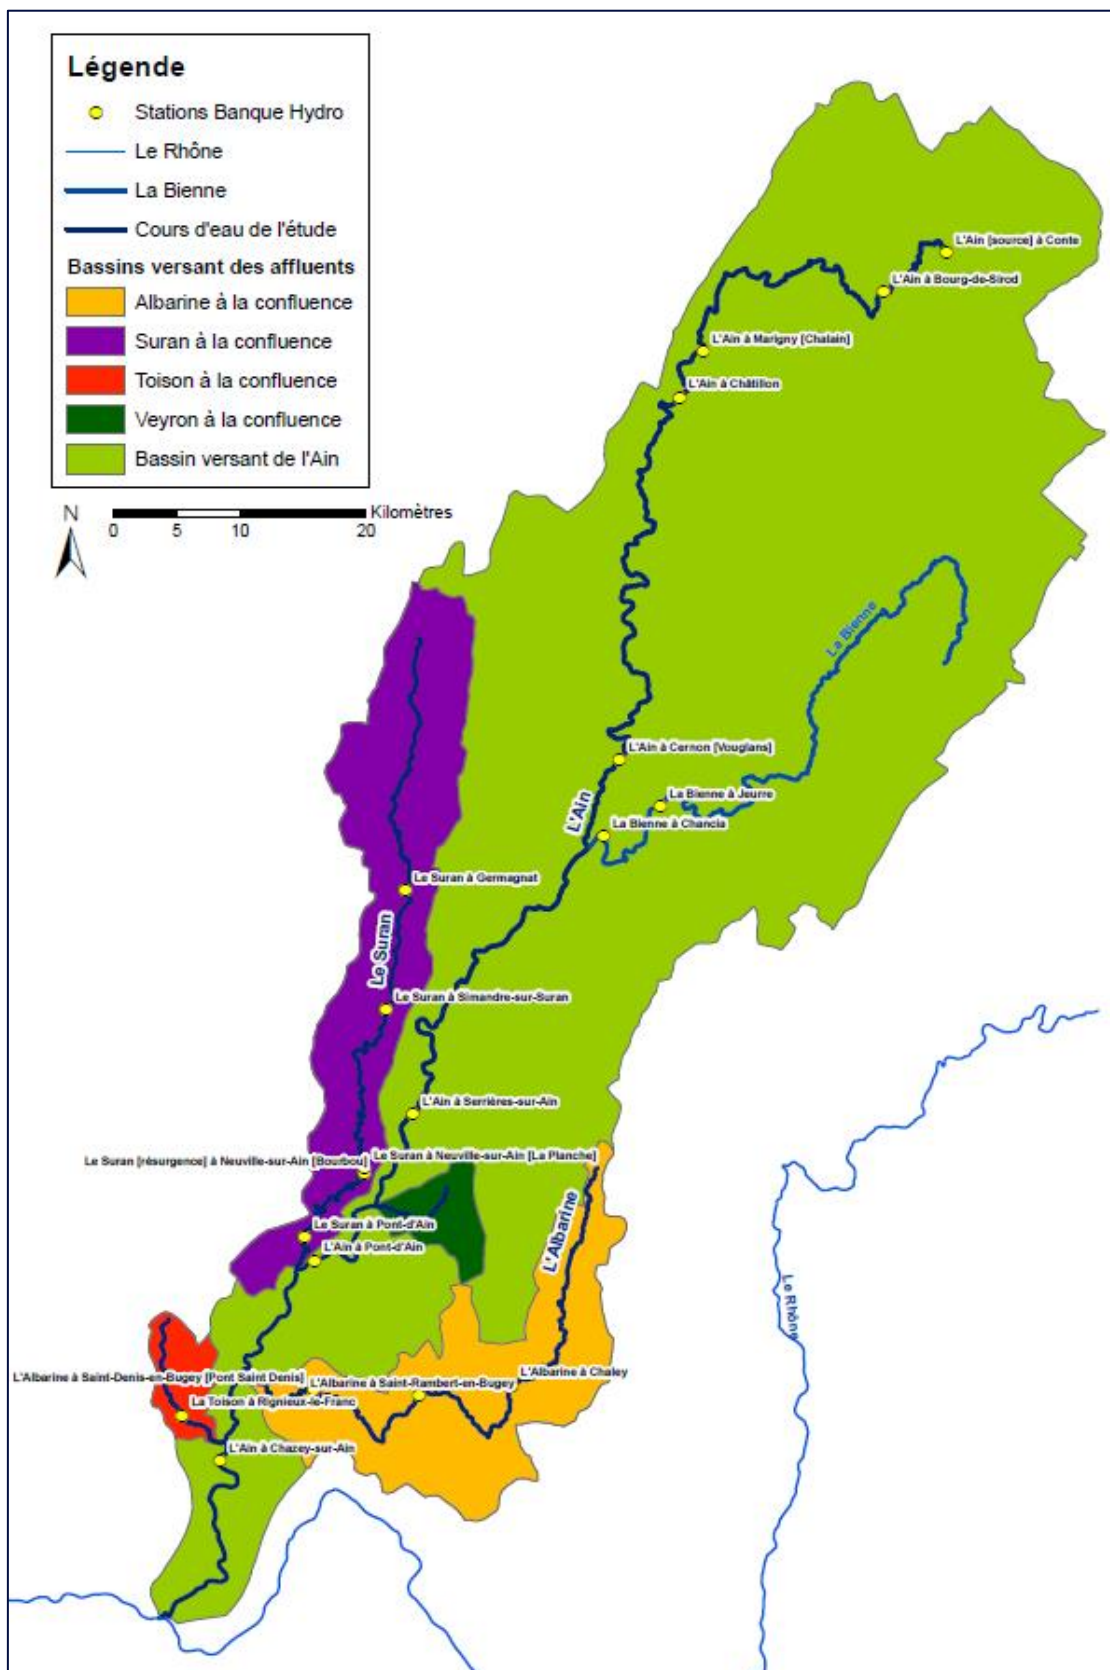 Légende
Stations Banque Hydro
Le Rhône
La Bienne
Cours d'eau de l'étude
Bassins versant des affluents
Albarine à la confluence
Suran à la confluence
Toison à la confluence
Veyron à la confluence
Bassin versant de l'Ain
N
Kilomètres
0 5 10 20
L'Ain [source] à Conte
L'Ain à Bourg-de-Sirod
L'Ain à Marigny [Chalain]
L'Ain à Châtillon
La Bienne
L'Ain à Cernon [Vouglans]
La Bienne à Jeurre
L'Ain
La Bienne à Chancia
Le Suran à Germagnat
Le Suran
Le Suran à Simandre-sur-Suran
L'Ain à Serrières-sur-Ain
Le Suran à Neuville-sur-Ain [La Planche]
Le Suran [résurgence] à Neuville-sur-Ain [Bourbou]
Le Suran à Pont-d'Ain
L'Albarine
L'Ain à Pont-d'Ain
Le Rhône
L'Albarine à Chaley
L'Albarine à Saint-Denis-en-Bugey [Pont Saint Denis]
L'Albarine à Saint-Rambert-en-Bugey
La Toison à Rignieux-le-Franc
L'Ain à Chazey-sur-Ain